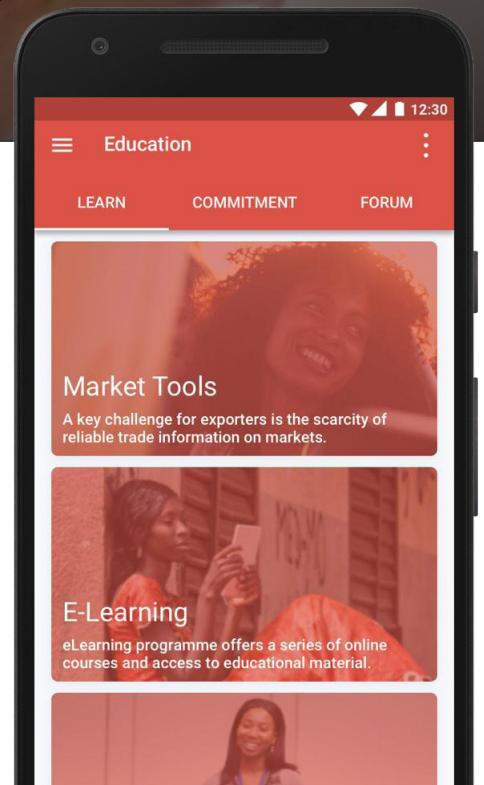 12:30
Education
LEARN COMMITMENT FORUM
Market Tools
A key challenge for exporters is the scarcity of
reliable trade information on markets.
E-Learning
eLearning programme offers a series of online
courses and access to educational material.